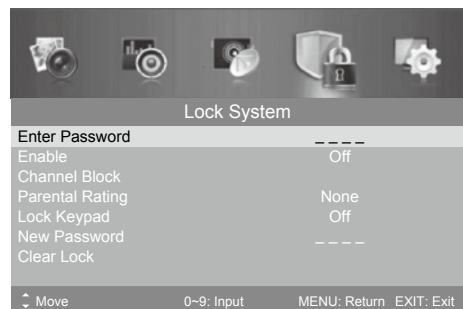 Lock System
Enter Password _ _ _ _
Enable Off
Channel Block
Parental Rating None
Lock Keypad Off
New Password _ _ _ _
Clear Lock
Move 0~9: Input MENU: Return EXIT: Exit